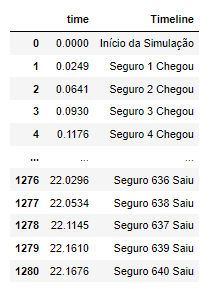 time Timeline
0 0.0000 Início da Simulação
1 0.0249 Seguro 1 Chegou
2 0.0641 Seguro 2 Chegou
3 0.0930 Seguro 3 Chegou
4 0.1176 Seguro 4 Chegou
... ... ...
1276 22.0296 Seguro 636 Saiu
1277 22.0534 Seguro 638 Saiu
1278 22.1145 Seguro 637 Saiu
1279 22.1610 Seguro 639 Saiu
1280 22.1676 Seguro 640 Saiu